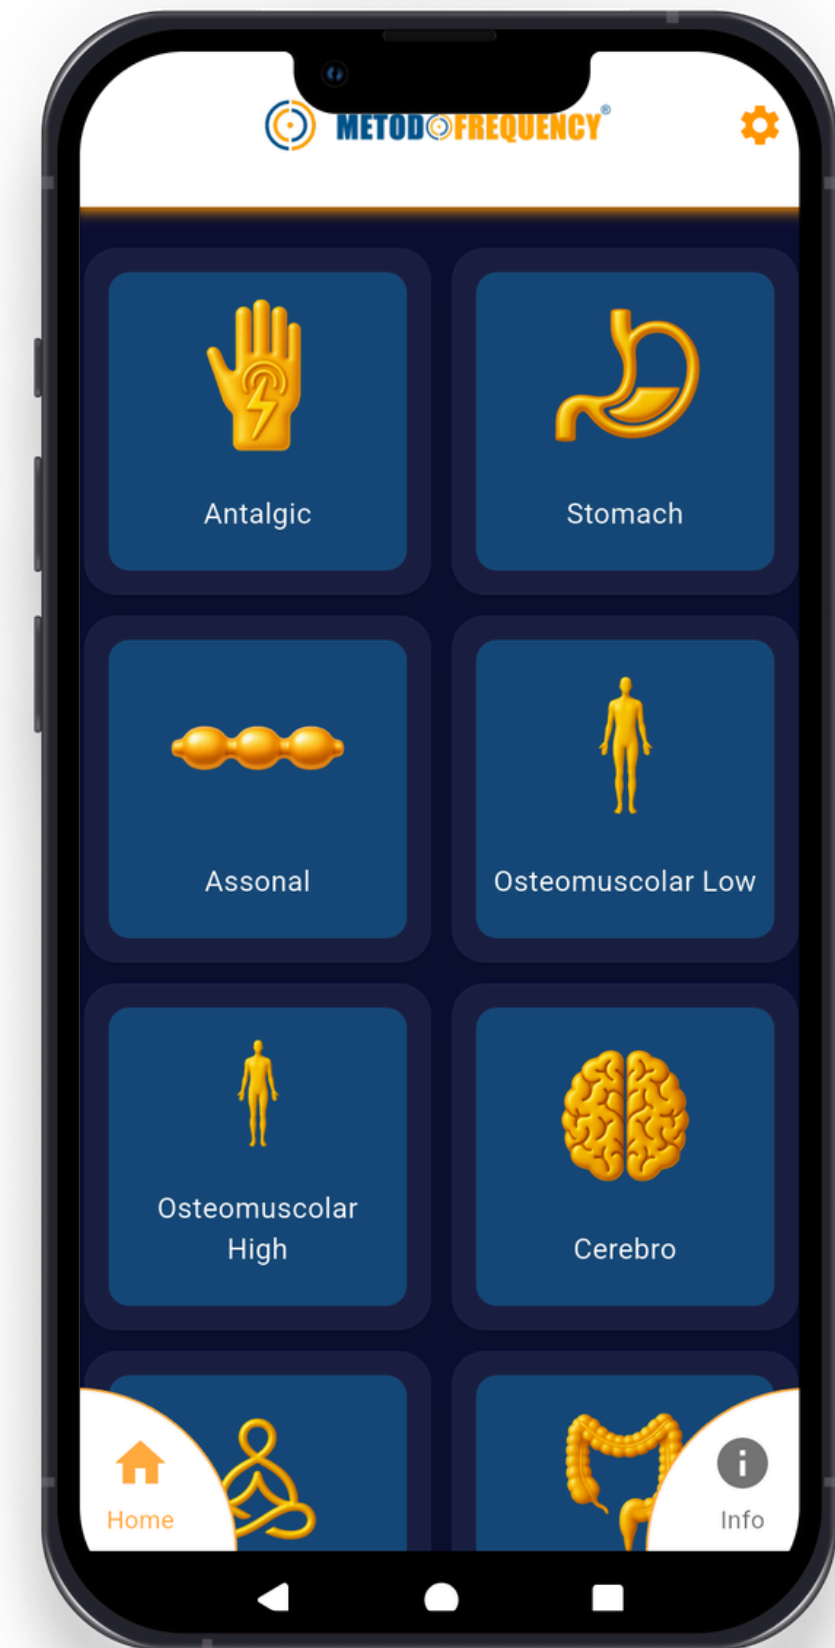 METODOFREQUENCY®
Antalgic
Stomach
Assonal
Osteomuscolar Low
Osteomuscolar
High
Cerebro
Home
Info